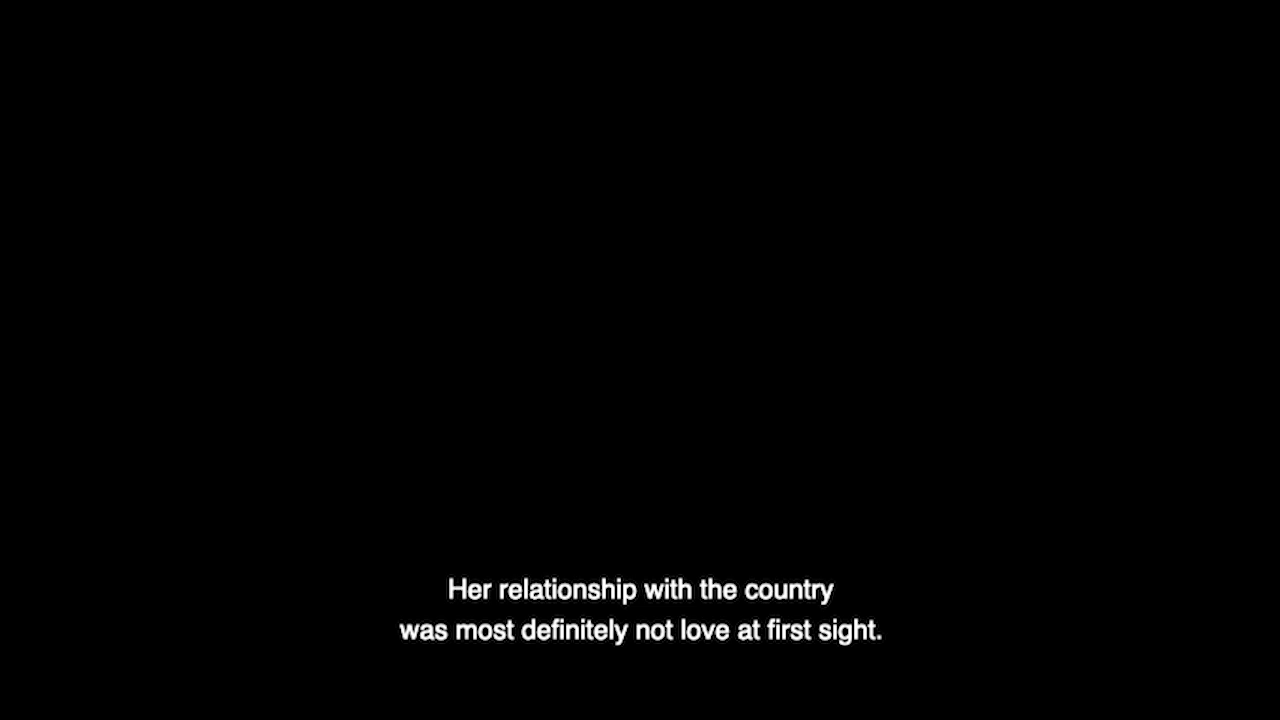 Her relationship with the country
was most definitely not love at first sight.